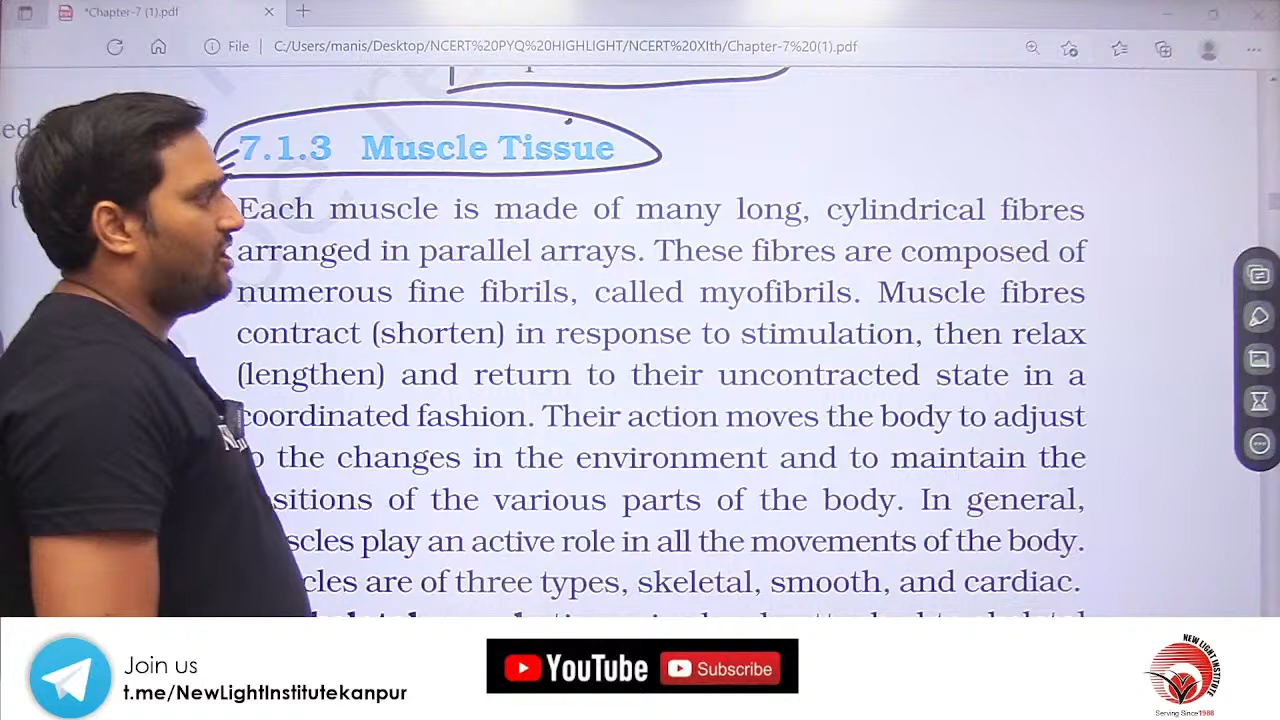 *Chapter-7 (1).pdf
File
C:/Users/manis/Desktop/NCERT%20PYQ%20HIGHLIGHT/NCERT%20XIth/Chapter-7%20(1).pdf
7.1.3 Muscle Tissue
Each muscle is made of many long, cylindrical fibres
arranged in parallel arrays. These fibres are composed of
numerous fine fibrils, called myofibrils. Muscle fibres
contract (shorten) in response to stimulation, then relax
(lengthen) and return to their uncontracted state in a
coordinated fashion. Their action moves the body to adjust
the changes in the environment and to maintain the
of the various parts of the body. In general,
play an active role in all the movements of the body.
are of three types, skeletal, smooth, and cardiac.
Join us
t.me/NewLightInstitutekanpur
YouTube
Subscribe
NEW LIGHT INSTITUTE
Serving Since 1988